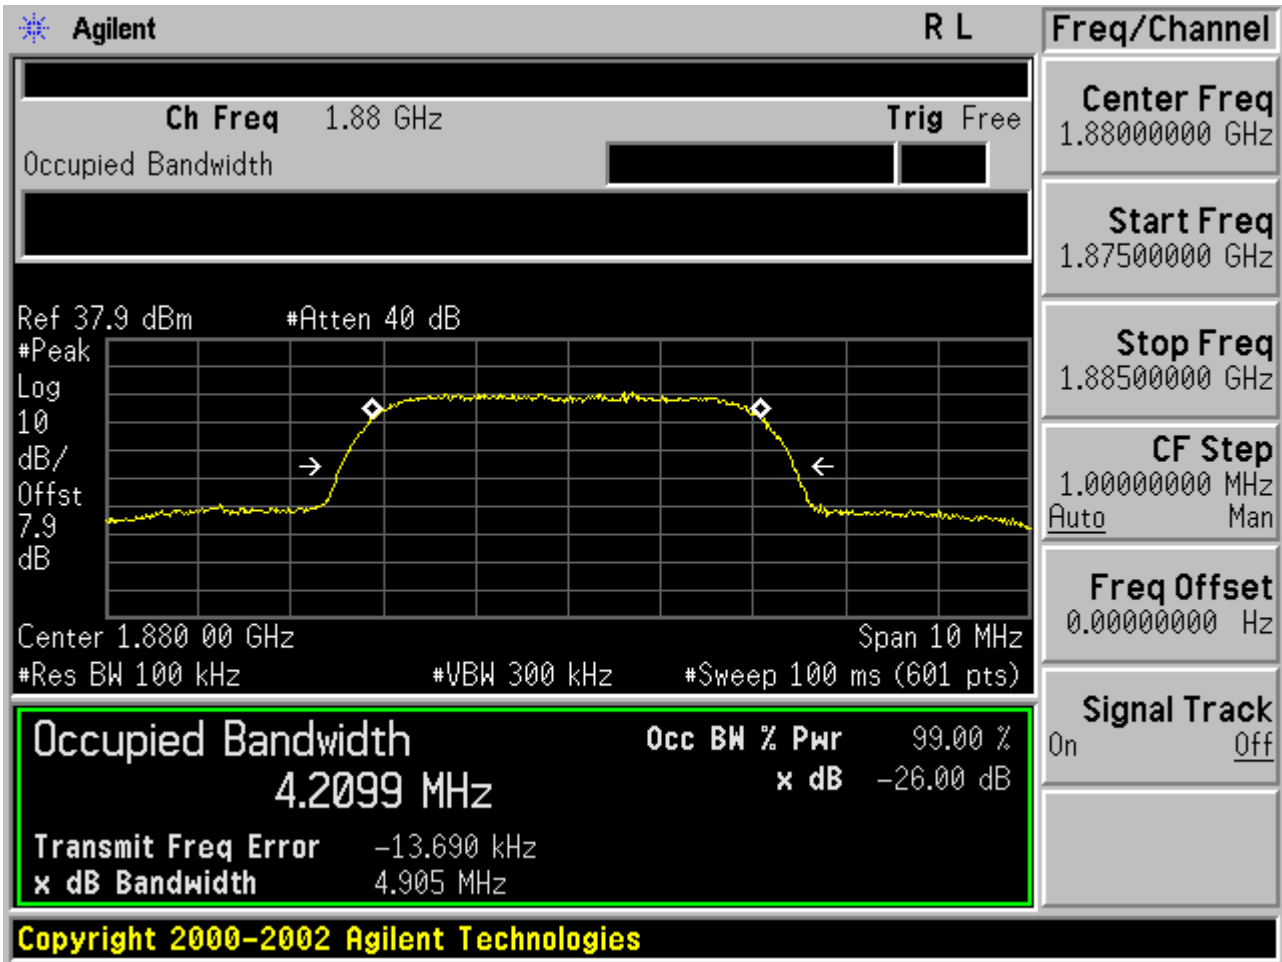 Agilent R L Freq/Channel
Ch Freq 1.88 GHz Trig Free
Occupied Bandwidth
Center Freq
1.88000000 GHz
Start Freq
1.87500000 GHz
Stop Freq
1.88500000 GHz
CF Step
1.00000000 MHz
Auto Man
Freq Offset
0.00000000 Hz
Signal Track
On Off
Ref 37.9 dBm #Atten 40 dB
#Peak
Log
10
dB/
Offst
7.9
dB
Center 1.880 00 GHz Span 10 MHz
#Res BW 100 kHz #VBW 300 kHz #Sweep 100 ms (601 pts)
Occupied Bandwidth
4.2099 MHz
Occ BW % Pwr 99.00 %
x dB -26.00 dB
Transmit Freq Error -13.690 kHz
x dB Bandwidth 4.905 MHz
Copyright 2000-2002 Agilent Technologies